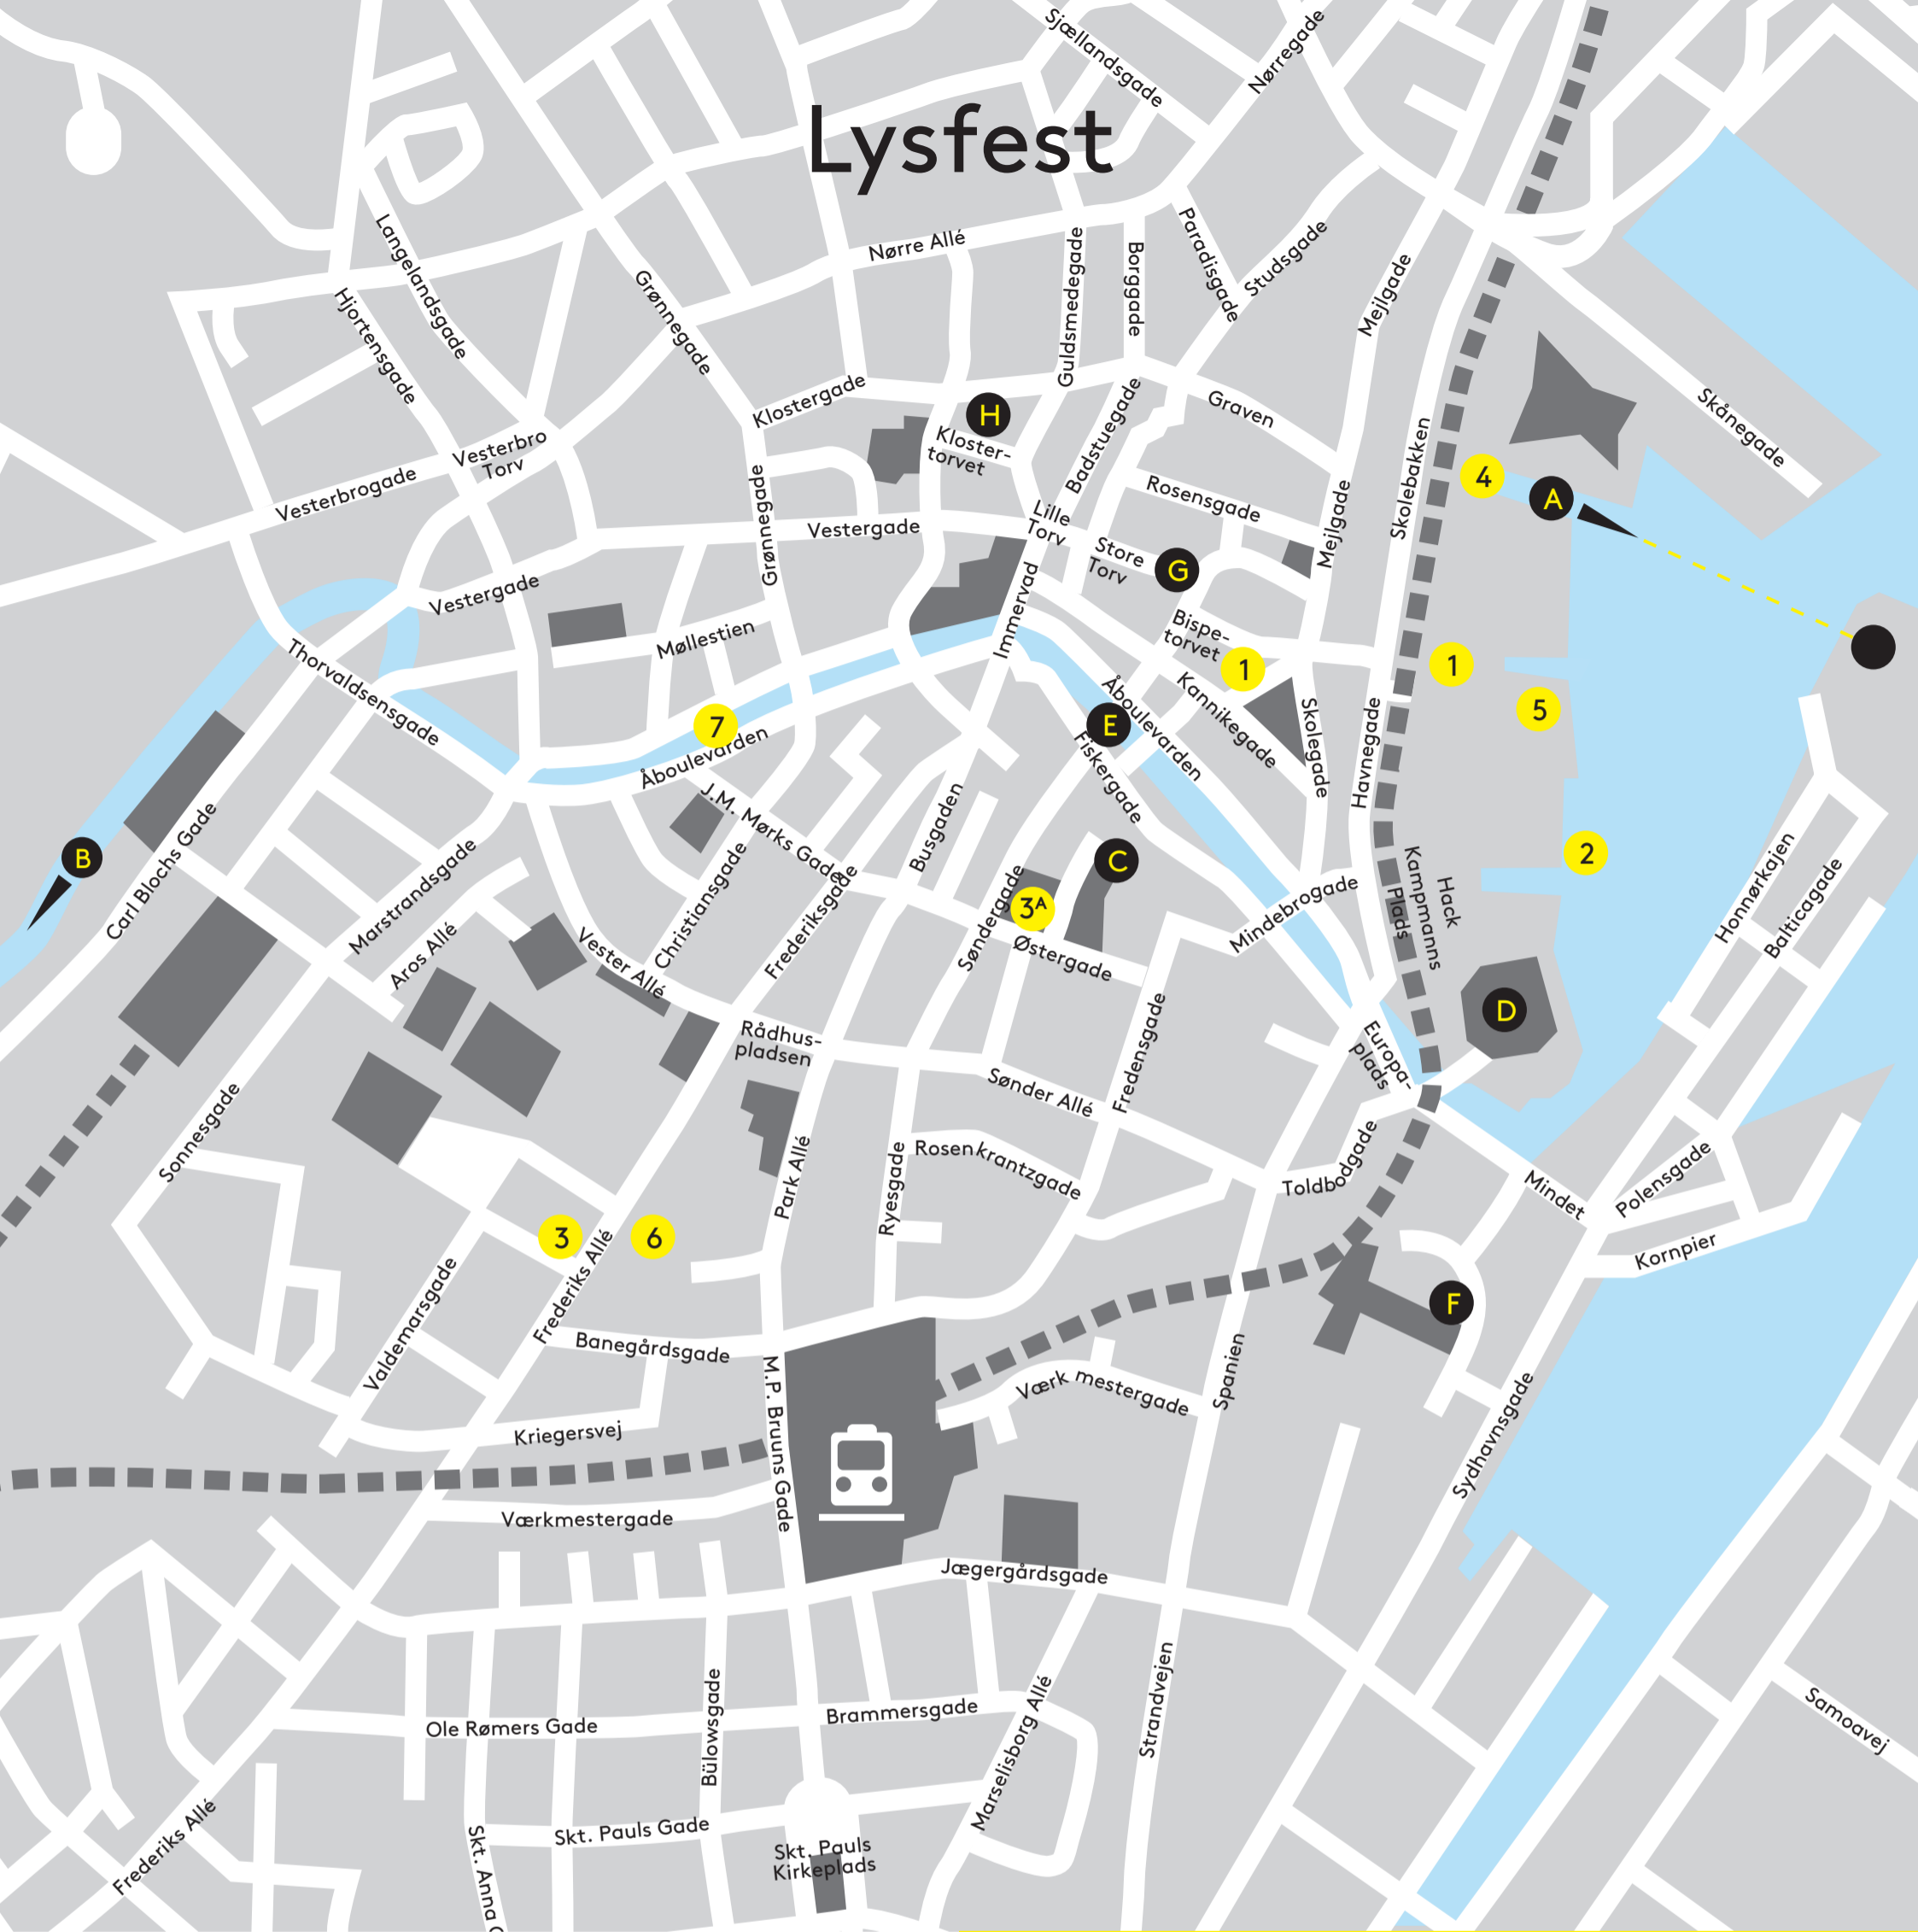 Sjællandsgade
Nørregade
Lysfest
Langelandsgade
Hjortensgade
Grønnegade
Nørre Allé
Guldsmedegade
Borggade
Paradisgade
Studsgade
Mejlgade
Skolebakken
Skånegade
Klostergade
H
Kloster-
torvet
Badstuegade
Graven
Vesterbro
Torv
Vesterbrogade
Grønnegade
Vestergade
Lille
Torv
Rosensgade
Mejlgade
4
A
Store
Torv
G
Vestergade
Møllestien
Immervad
Bispe-
torvet
1
1
5
Thorvaldsensgade
7
Åboulevarden
E
Åboulevarden
Kannikegade
Skolegade
Havnegade
Fiskergade
J.M. Mørks Gade
Busgaden
B
Carl Blochs Gade
Marstrandsgade
Christiansgade
Frederiksgade
C
2
Søndergade
3A
Østergade
Mindebrogade
Hack
Kampmanns
Plads
Honnørkajen
Balticagade
Aros Allé
Vester Allé
Rådhus-
pladsen
Sønder Allé
Fredensgade
D
Europa-
plads
Sonnesgade
Park Allé
Ryesgade
Rosenkrantzgade
Toldbodgade
Mindet
Polensgade
Kornpier
3
6
Frederiks Allé
Valdemarsgade
Banegårdsgade
F
M.P. Bruuns Gade
Værkmestergade
Spanien
Sydhavnsgade
Kriegersvej
Værkmestergade
Jægergårdsgade
Ole Rømers Gade
Bülowsgade
Brammersgade
Marselisborg Allé
Strandvejen
Samoavej
Frederiks Allé
Skt. Anna G
Skt. Pauls Gade
Skt. Pauls
Kirkeplads